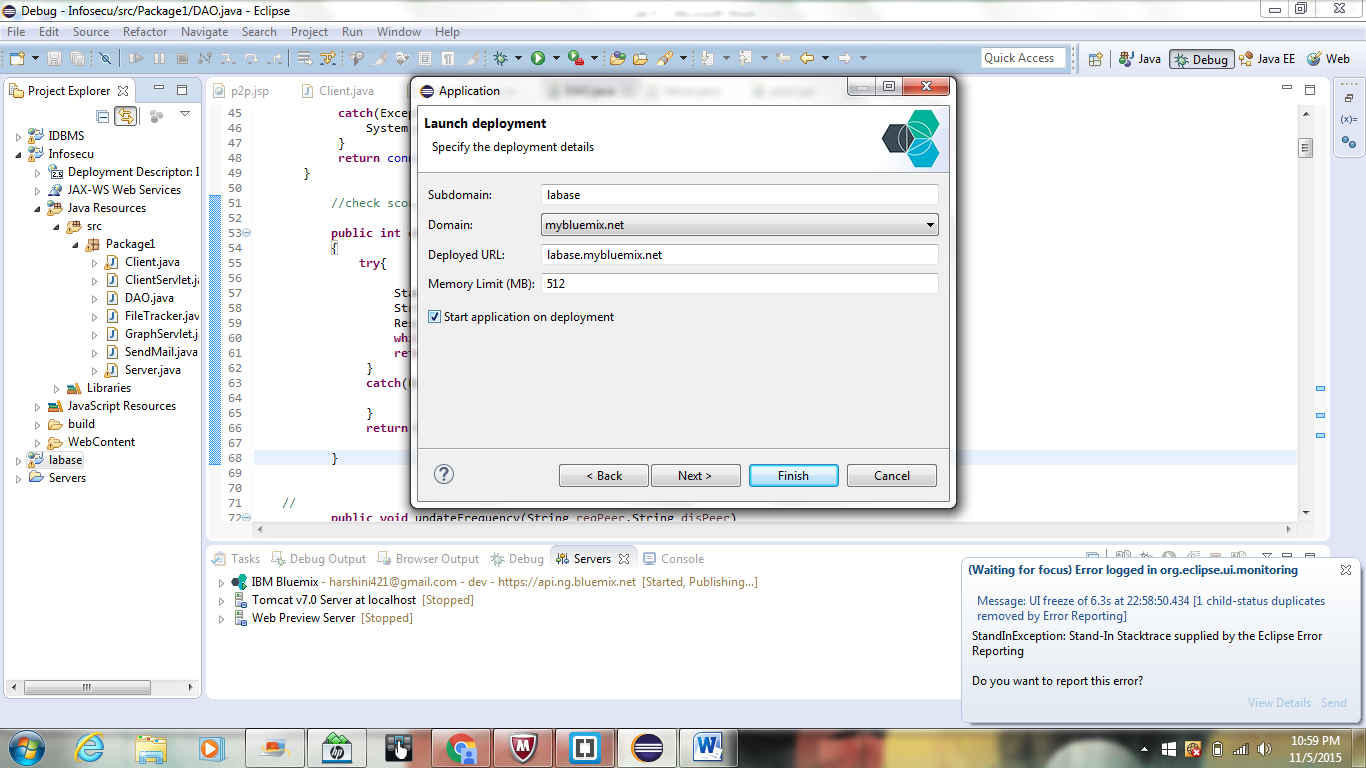 Debug - Infosecu/src/Package1/DAO.java - Eclipse
File Edit Source Refactor Navigate Search Project Run Window Help
Quick Access Java Debug Java EE Web
Project Explorer
IDBMS
Infosecu
Deployment Descriptor: I
JAX-WS Web Services
Java Resources
src
Package1
Client.java
ClientServlet.ja
DAO.java
FileTracker.jav
GraphServlet.j
SendMail.java
Server.java
Libraries
JavaScript Resources
build
WebContent
labase
Servers
p2p.jsp Client.java
45 catch(Excep
46 System
47 }
48 return conn
49 }
50
51 //check scor
52
53 public int
54 {
55 try{
56
57 Sta
58 St
59 Res
60 whi
61 ret
62 }
63 catch(
64
65 }
66 return
67
68 }
69
70
71 //
72 public void updateFrequency(String reqPeer,String disPeer)
Application
Launch deployment
Specify the deployment details
Subdomain: labase
Domain: mybluemix.net
Deployed URL: labase.mybluemix.net
Memory Limit (MB): 512
Start application on deployment
< Back Next > Finish Cancel
(x)=
Tasks Debug Output Browser Output Debug Servers Console
IBM Bluemix - harshini421@gmail.com - dev - https://api.ng.bluemix.net [Started, Publishing...]
Tomcat v7.0 Server at localhost [Stopped]
Web Preview Server [Stopped]
(Waiting for focus) Error logged in org.eclipse.ui.monitoring
Message: UI freeze of 6.3s at 22:58:50.434 [1 child-status duplicates
removed by Error Reporting]
StandInException: Stand-In Stacktrace supplied by the Eclipse Error
Reporting
Do you want to report this error?
View Details Send
10:59 PM
11/5/2015